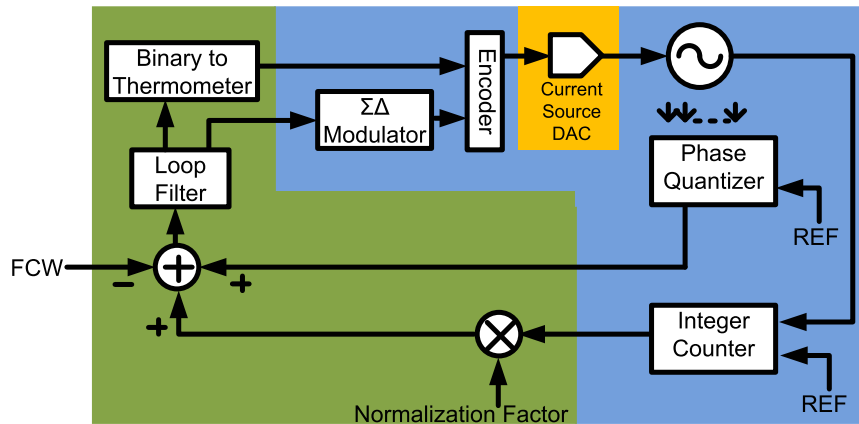 Binary to
Thermometer
ΣΔ
Modulator
Encoder
Current
Source
DAC
Loop
Filter
Phase
Quantizer
REF
FCW
−
+
+
+
Integer
Counter
REF
Normalization Factor